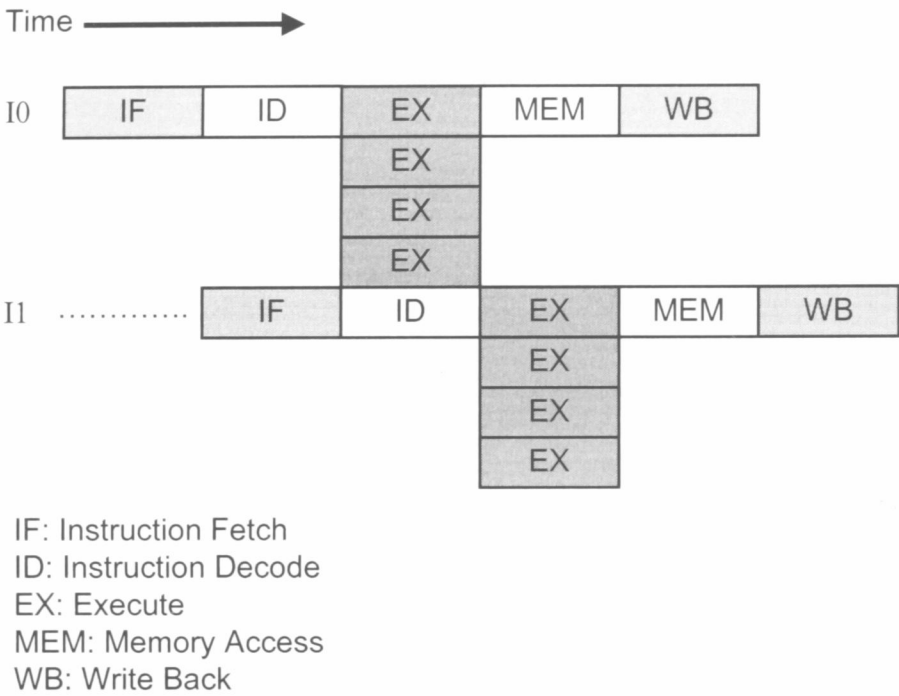 Time
I0 IF ID EX MEM WB
EX
EX
EX
I1 ............. IF ID EX MEM WB
EX
EX
EX
IF: Instruction Fetch
ID: Instruction Decode
EX: Execute
MEM: Memory Access
WB: Write Back